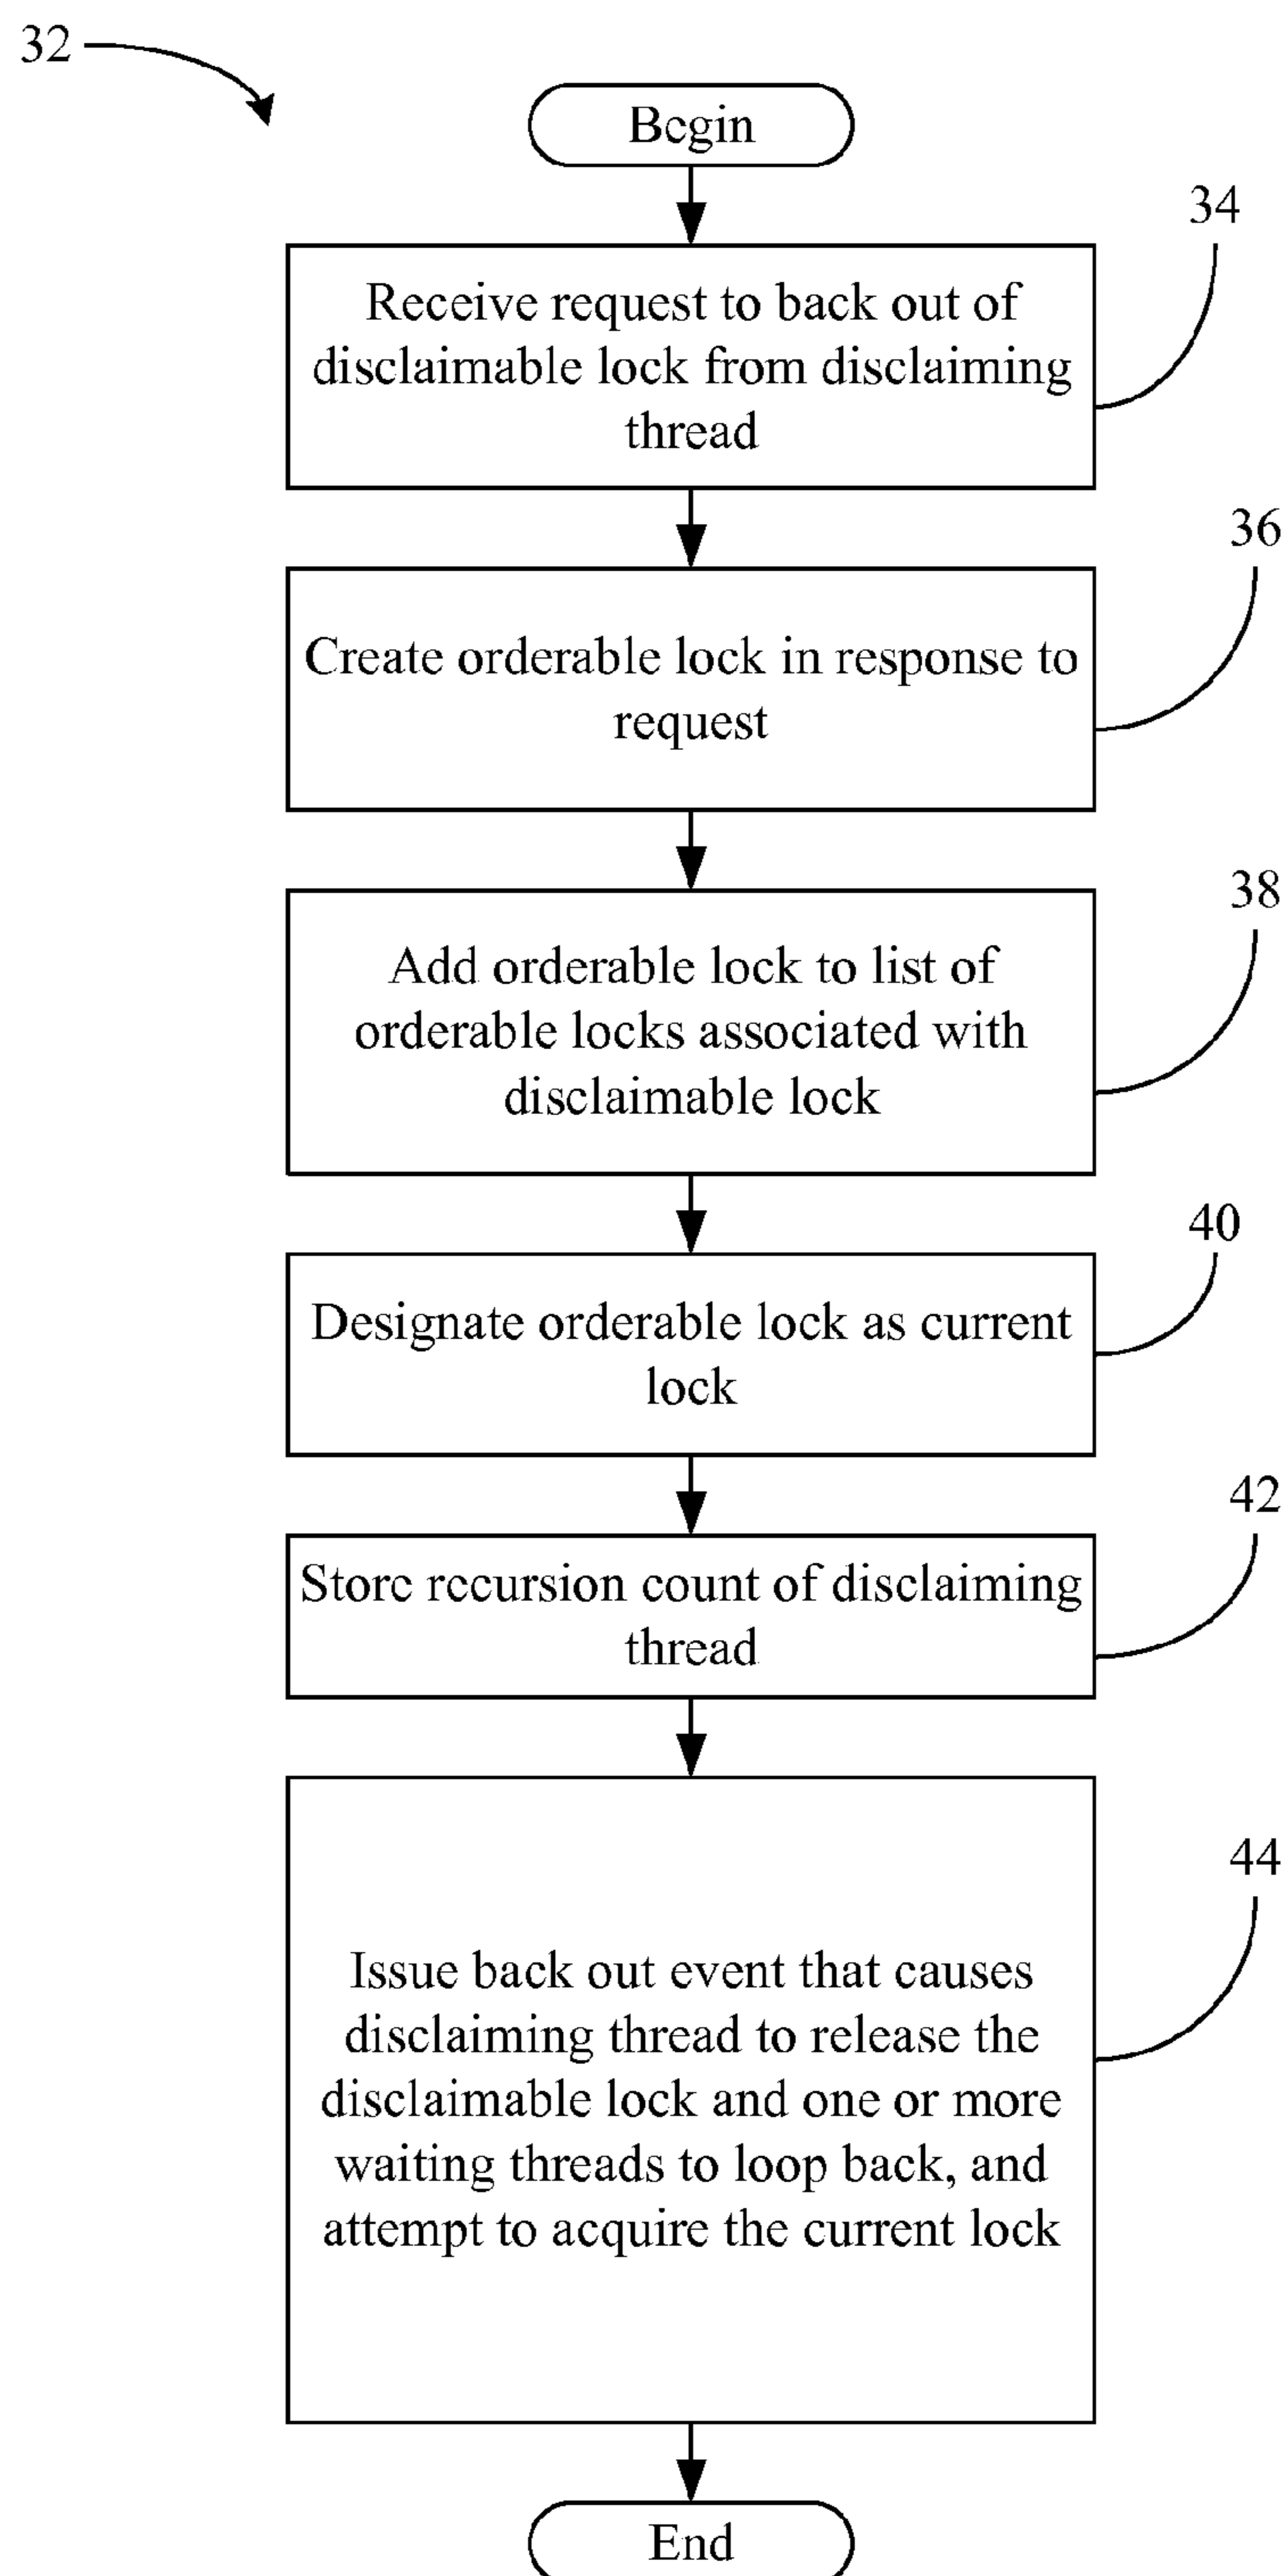 32
Begin
34
Receive request to back out of
disclaimable lock from disclaiming
thread
36
Create orderable lock in response to
request
38
Add orderable lock to list of
orderable locks associated with
disclaimable lock
40
Designate orderable lock as current
lock
42
Store recursion count of disclaiming
thread
44
Issue back out event that causes
disclaiming thread to release the
disclaimable lock and one or more
waiting threads to loop back, and
attempt to acquire the current lock
End